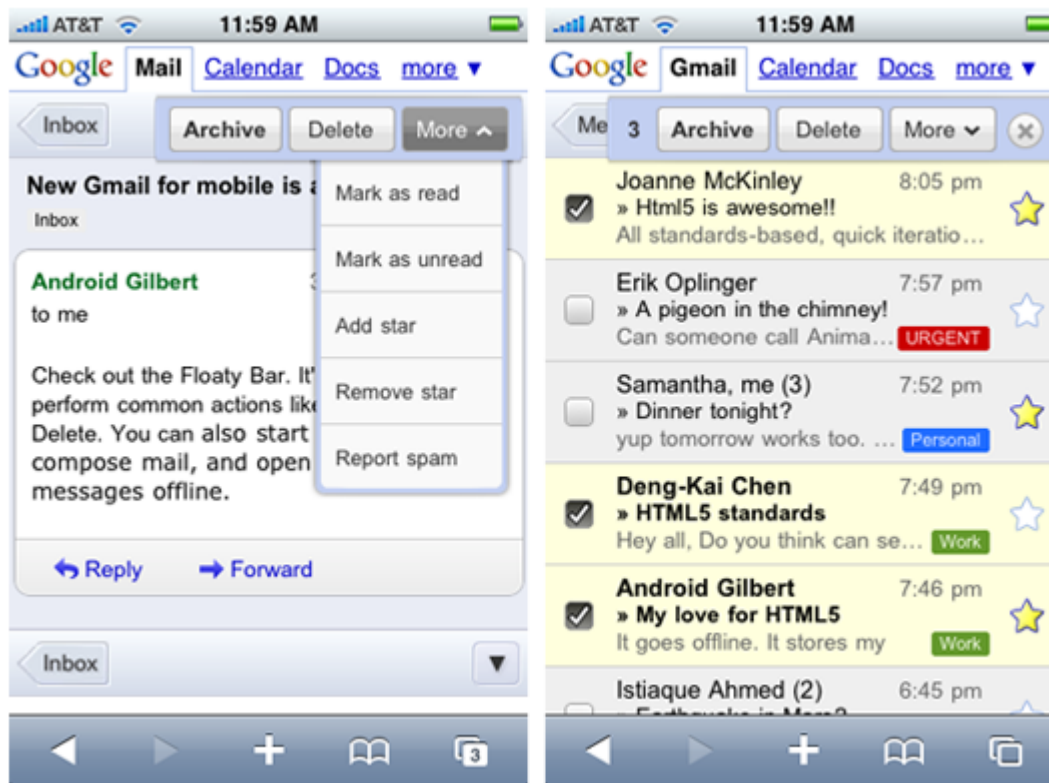 AT&T 11:59 AM
Google Mail Calendar Docs more ▼
Inbox Archive Delete More
New Gmail for mobile is
Inbox
Mark as read
Mark as unread
Add star
Remove star
Report spam
Android Gilbert
to me
Check out the Floaty Bar. It'
perform common actions like
Delete. You can also start
compose mail, and open
messages offline.
Reply Forward
Inbox ▼
3
AT&T 11:59 AM
Google Gmail Calendar Docs more ▼
Me 3 Archive Delete More
Joanne McKinley 8:05 pm
» Html5 is awesome!!
All standards-based, quick iteratio...
Erik Oplinger 7:57 pm
» A pigeon in the chimney!
Can someone call Anima... URGENT
Samantha, me (3) 7:52 pm
» Dinner tonight?
yup tomorrow works too. ... Personal
Deng-Kai Chen 7:49 pm
» HTML5 standards
Hey all, Do you think can se... Work
Android Gilbert 7:46 pm
» My love for HTML5
It goes offline. It stores my Work
Istiaque Ahmed (2) 6:45 pm